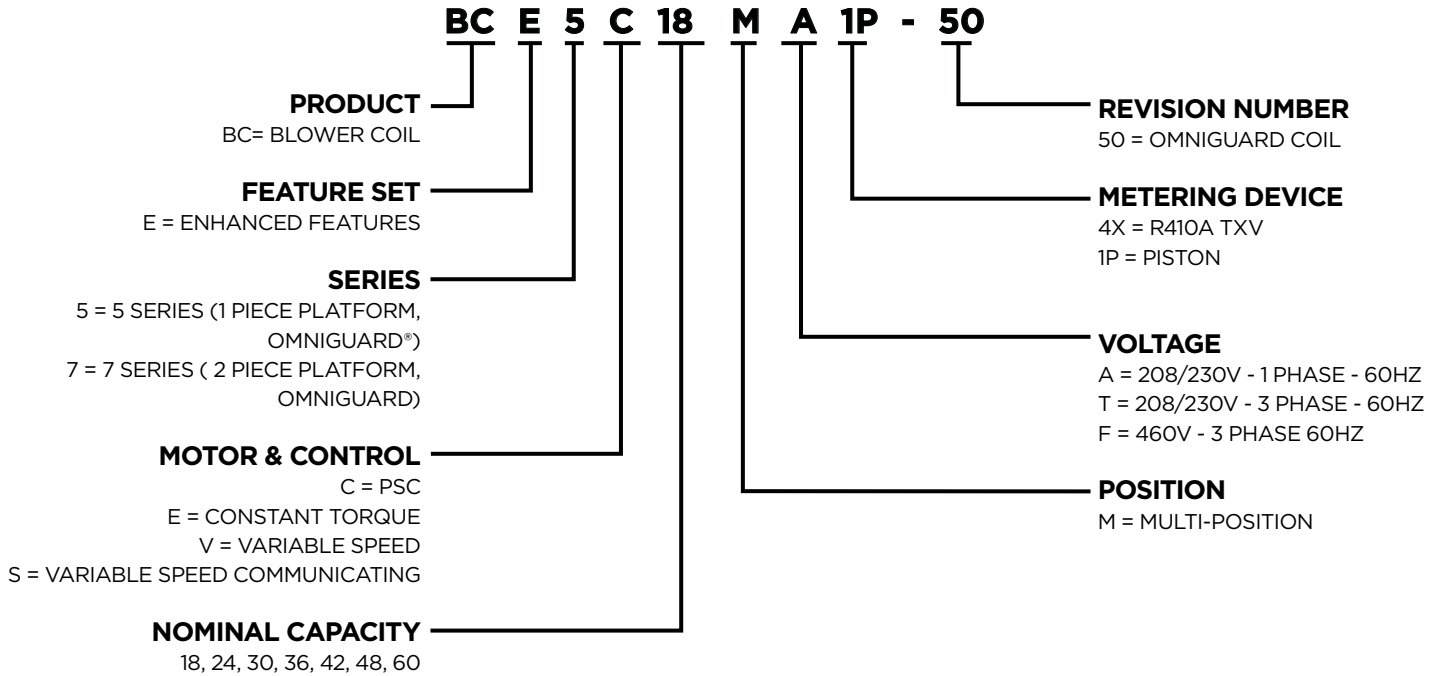 BC E 5 C 18 M A 1P - 50
PRODUCT
BC= BLOWER COIL
FEATURE SET
E = ENHANCED FEATURES
SERIES
5 = 5 SERIES (1 PIECE PLATFORM,
OMNIGUARD®)
7 = 7 SERIES ( 2 PIECE PLATFORM,
OMNIGUARD)
MOTOR & CONTROL
C = PSC
E = CONSTANT TORQUE
V = VARIABLE SPEED
S = VARIABLE SPEED COMMUNICATING
NOMINAL CAPACITY
18, 24, 30, 36, 42, 48, 60
REVISION NUMBER
50 = OMNIGUARD COIL
METERING DEVICE
4X = R410A TXV
1P = PISTON
VOLTAGE
A = 208/230V - 1 PHASE - 60HZ
T = 208/230V - 3 PHASE - 60HZ
F = 460V - 3 PHASE 60HZ
POSITION
M = MULTI-POSITION